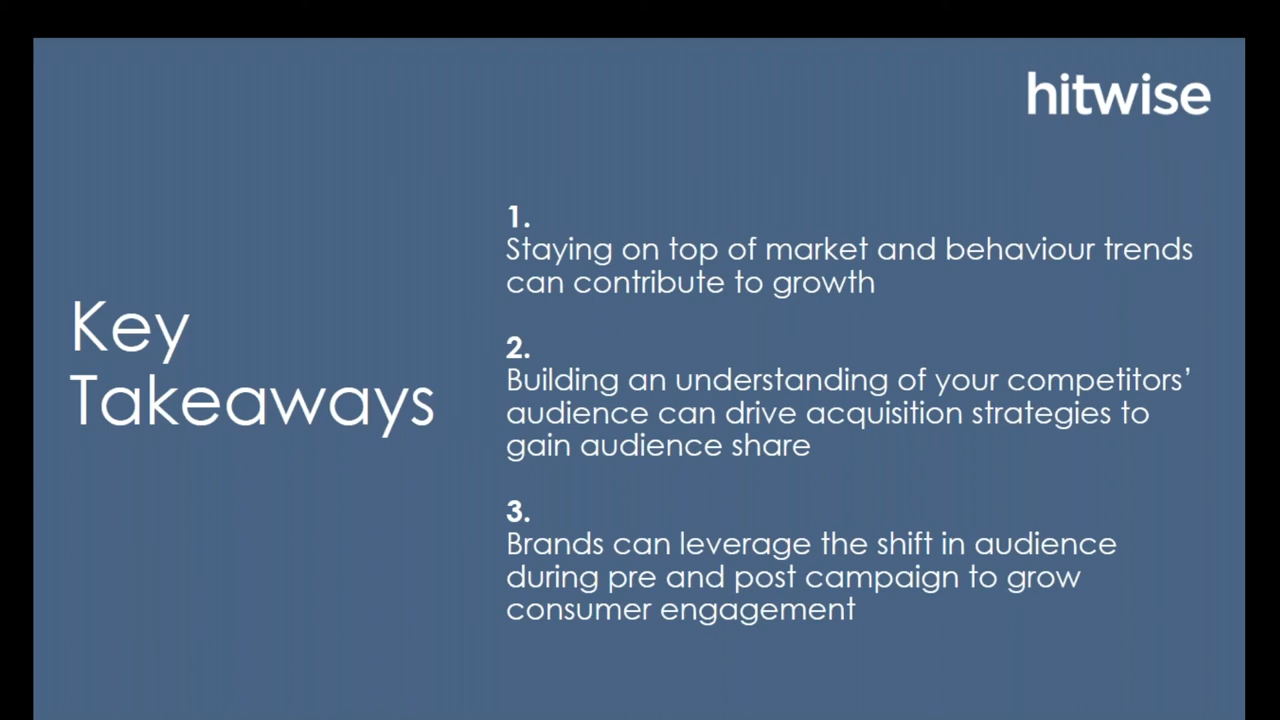 hitwise
Key
Takeaways
1.
Staying on top of market and behaviour trends
can contribute to growth
2.
Building an understanding of your competitors’
audience can drive acquisition strategies to
gain audience share
3.
Brands can leverage the shift in audience
during pre and post campaign to grow
consumer engagement